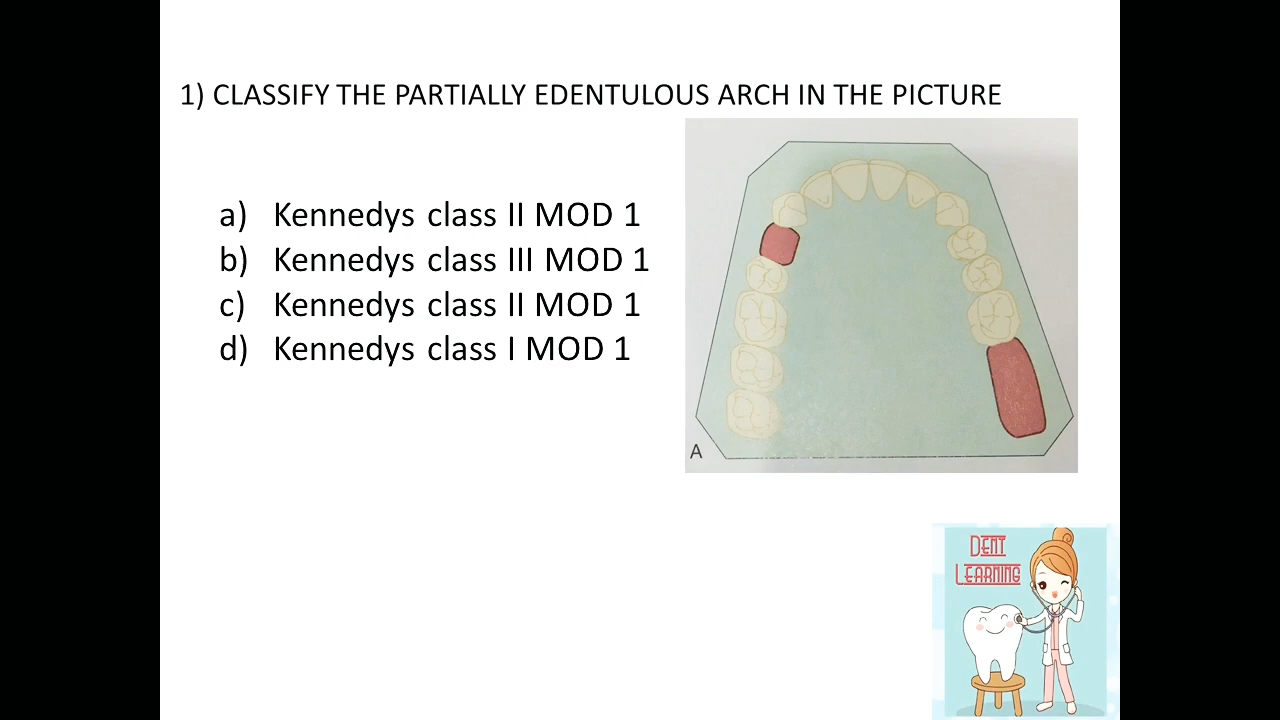 1) CLASSIFY THE PARTIALLY EDENTULOUS ARCH IN THE PICTURE
a) Kennedys class II MOD 1
b) Kennedys class III MOD 1
c) Kennedys class II MOD 1
d) Kennedys class I MOD 1
A
DENT
LEARNING